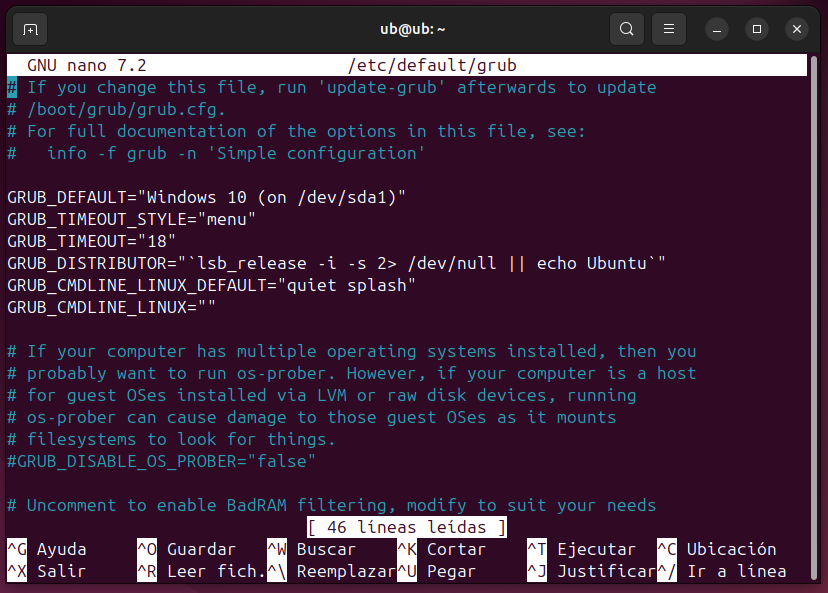 ub@ub: ~
GNU nano 7.2 /etc/default/grub
# If you change this file, run 'update-grub' afterwards to update
# /boot/grub/grub.cfg.
# For full documentation of the options in this file, see:
#   info -f grub -n 'Simple configuration'
GRUB_DEFAULT="Windows 10 (on /dev/sda1)"
GRUB_TIMEOUT_STYLE="menu"
GRUB_TIMEOUT="18"
GRUB_DISTRIBUTOR="`lsb_release -i -s 2> /dev/null || echo Ubuntu`"
GRUB_CMDLINE_LINUX_DEFAULT="quiet splash"
GRUB_CMDLINE_LINUX=""
# If your computer has multiple operating systems installed, then you
# probably want to run os-prober. However, if your computer is a host
# for guest OSes installed via LVM or raw disk devices, running
# os-prober can cause damage to those guest OSes as it mounts
# filesystems to look for things.
#GRUB_DISABLE_OS_PROBER="false"
# Uncomment to enable BadRAM filtering, modify to suit your needs
[ 46 líneas leídas ]
^G Ayuda ^O Guardar ^W Buscar ^K Cortar ^T Ejecutar ^C Ubicación
^X Salir ^R Leer fich. ^\ Reemplazar ^U Pegar ^J Justificar ^/ Ir a línea